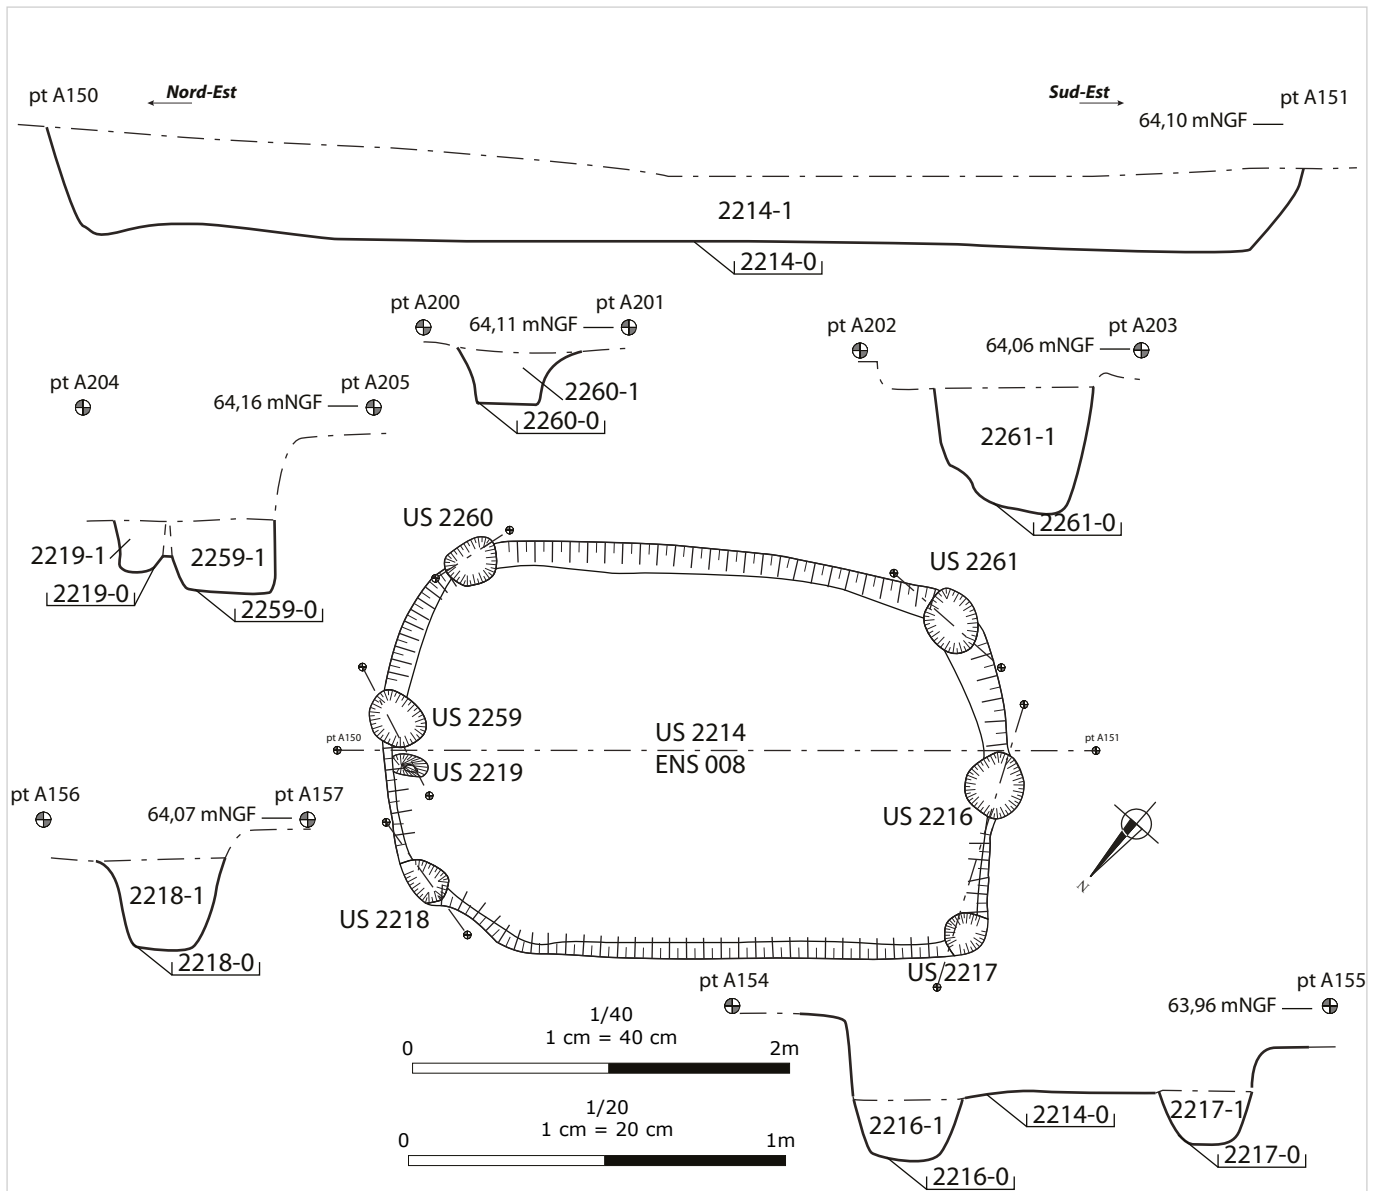 pt A150
Nord-Est
Sud-Est
64,10 mNGF
pt A151
2214-1
2214-0
pt A200
64,11 mNGF
pt A201
2260-1
2260-0
pt A202
64,06 mNGF
pt A203
2261-1
2261-0
pt A204
64,16 mNGF
pt A205
2219-1
2259-1
2219-0
2259-0
US 2260
US 2261
US 2259
US 2219
pt A150
US 2214
ENS 008
pt A151
US 2216
US 2218
US 2217
N
pt A156
64,07 mNGF
pt A157
2218-1
2218-0
pt A154
63,96 mNGF
pt A155
2216-1
2214-0
2217-1
2216-0
2217-0
1/40
1 cm = 40 cm
0
2m
1/20
1 cm = 20 cm
0
1m